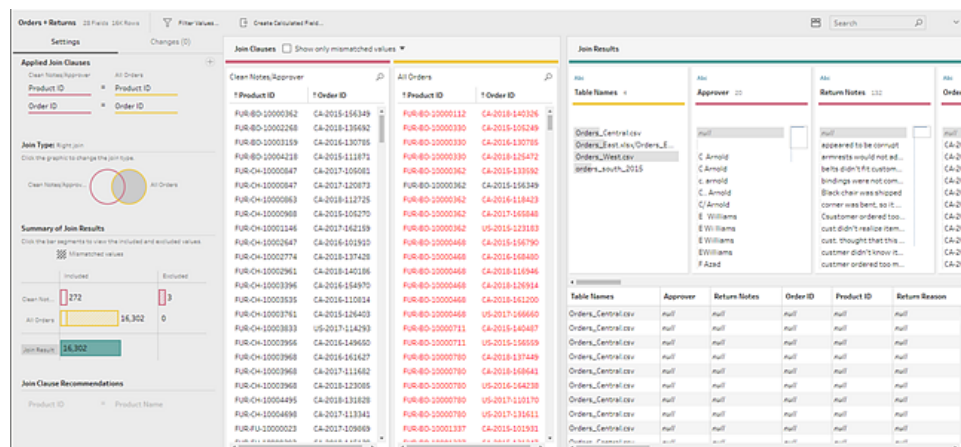 Orders + Returns 28 Fields 16K Rows
Filter Values...
Create Calculated Field...
Search
Settings
Changes (0)
Applied Join Clauses
Clean Notes/Approver
All Orders
Product ID = Product ID
Order ID = Order ID
Join Type: Right join
Click the graphic to change the join type.
Clean Notes/Approv...
All Orders
Summary of Join Results
Click the bar segments to view the included and excluded values.
Mismatched values
Included
Excluded
Clean Not...
272
3
All Orders
16,302
0
Join Result
16,302
Join Clause Recommendations
Product ID = Product Name
Join Clauses
Show only mismatched values
Clean Notes/Approver
Product ID
Order ID
FUR-BO-10000362 CA-2015-156349
FUR-BO-10002268 CA-2018-135692
FUR-BO-10003159 CA-2016-130785
FUR-BO-10004218 CA-2015-111871
FUR-CH-10000847 CA-2017-105081
FUR-CH-10000847 CA-2017-120873
FUR-CH-10000863 CA-2018-112725
FUR-CH-10000988 CA-2015-105270
FUR-CH-10001146 CA-2017-162159
FUR-CH-10002647 CA-2016-101910
FUR-CH-10002774 CA-2018-137428
FUR-CH-10002961 CA-2018-140186
FUR-CH-10003396 CA-2016-154970
FUR-CH-10003535 CA-2016-110814
FUR-CH-10003761 CA-2015-126403
FUR-CH-10003833 US-2017-114293
FUR-CH-10003956 CA-2016-149650
FUR-CH-10003968 CA-2016-161627
FUR-CH-10003968 CA-2017-111682
FUR-CH-10003968 CA-2018-123085
FUR-CH-10004495 CA-2018-131828
FUR-CH-10004698 CA-2017-113341
FUR-FU-10000023 CA-2017-109869
All Orders
Product ID
Order ID
FUR-BO-10000112 CA-2018-140326
FUR-BO-10000330 CA-2015-105249
FUR-BO-10000330 CA-2016-130785
FUR-BO-10000330 CA-2018-125472
FUR-BO-10000362 CA-2015-133592
FUR-BO-10000362 CA-2015-156349
FUR-BO-10000362 CA-2016-118423
FUR-BO-10000362 CA-2017-165848
FUR-BO-10000362 US-2015-123183
FUR-BO-10000468 CA-2015-156790
FUR-BO-10000468 CA-2016-168480
FUR-BO-10000468 CA-2018-116946
FUR-BO-10000468 CA-2018-126914
FUR-BO-10000468 CA-2018-161200
FUR-BO-10000468 US-2017-166660
FUR-BO-10000711 CA-2015-140487
FUR-BO-10000711 US-2015-156559
FUR-BO-10000780 CA-2018-137449
FUR-BO-10000780 CA-2018-168641
FUR-BO-10000780 US-2016-164238
FUR-BO-10000780 US-2017-110170
FUR-BO-10000780 US-2017-131611
FUR-BO-10001337 CA-2015-101931
Join Results
Abc
Table Names 4
Orders_Central.csv
Orders_East.xlsx/Orders_E...
Orders_West.csv
orders_south_2015
Abc
Approver 23
null
C Arnold
C Arnold
c. arnold
C. Arnold
C/Arnold
E Williams
E Williams
E Williams
EWilliams
F Azad
Abc
Return Notes 132
null
appeared to be corrupt
armrests would not ad...
belts didn't fit custom...
bindings were not com...
Black chair was shipped
corner was bent, so it ...
Coustomer ordered too...
cust didn't realize item...
cust. thought that this ...
custmer didn't know it...
custmer ordered too m...
Table Names Approver Return Notes Order ID Product ID Return Reason
Orders_Central.csv null null null null null
Orders_Central.csv null null null null null
Orders_Central.csv null null null null null
Orders_Central.csv null null null null null
Orders_Central.csv null null null null null
Orders_Central.csv null null null null null
Orders_Central.csv null null null null null
Orders_Central.csv null null null null null